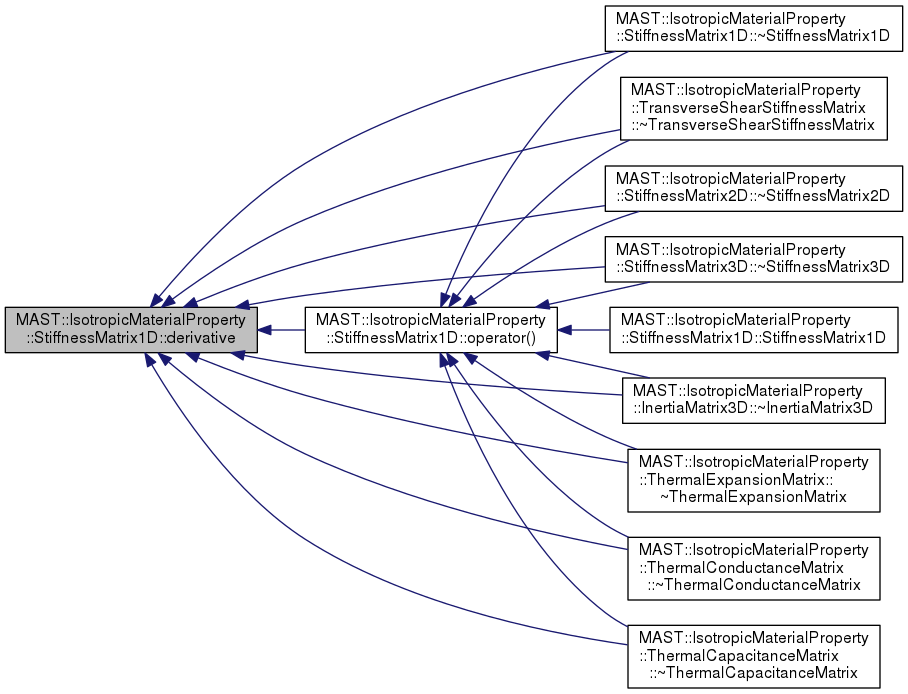 MAST::IsotropicMaterialProperty
::StiffnessMatrix1D::~StiffnessMatrix1D
MAST::IsotropicMaterialProperty
::TransverseShearStiffnessMatrix
::~TransverseShearStiffnessMatrix
MAST::IsotropicMaterialProperty
::StiffnessMatrix2D::~StiffnessMatrix2D
MAST::IsotropicMaterialProperty
::StiffnessMatrix3D::~StiffnessMatrix3D
MAST::IsotropicMaterialProperty
::StiffnessMatrix1D::derivative
MAST::IsotropicMaterialProperty
::StiffnessMatrix1D::operator()
MAST::IsotropicMaterialProperty
::StiffnessMatrix1D::StiffnessMatrix1D
MAST::IsotropicMaterialProperty
::InertiaMatrix3D::~InertiaMatrix3D
MAST::IsotropicMaterialProperty
::ThermalExpansionMatrix::
~ThermalExpansionMatrix
MAST::IsotropicMaterialProperty
::ThermalConductanceMatrix
::~ThermalConductanceMatrix
MAST::IsotropicMaterialProperty
::ThermalCapacitanceMatrix
::~ThermalCapacitanceMatrix